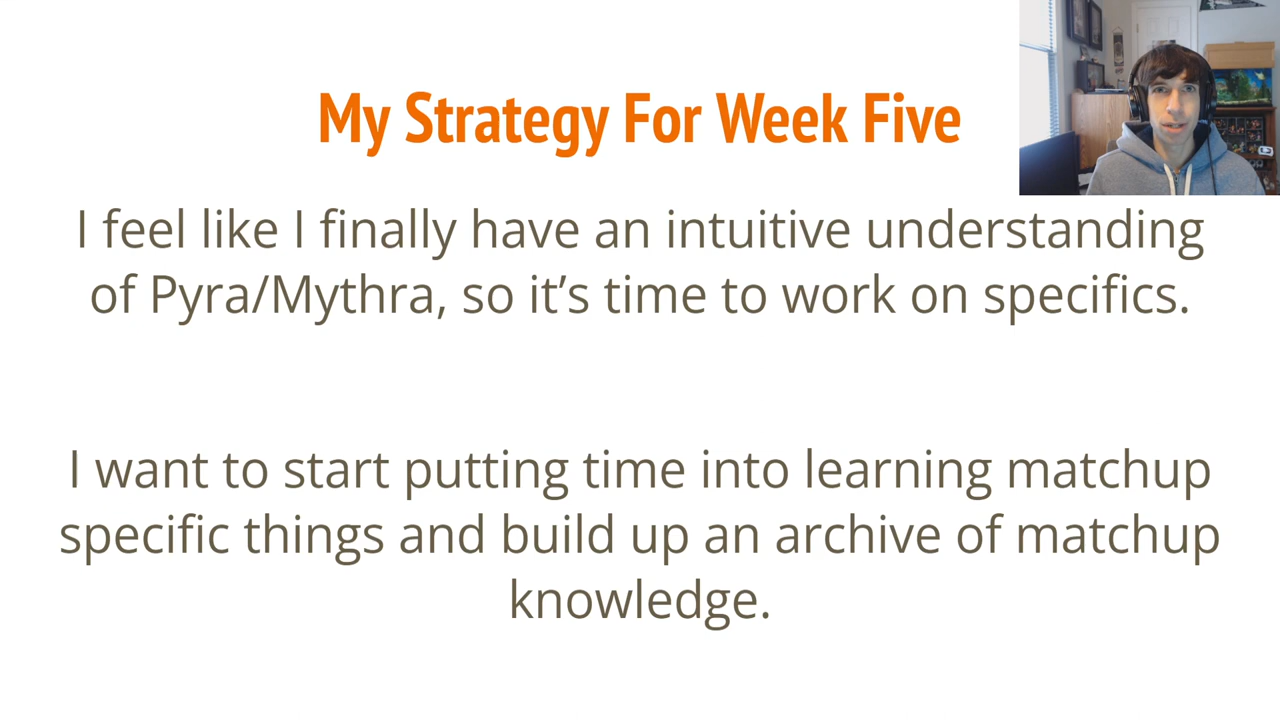 My Strategy For Week Five
I feel like I finally have an intuitive understanding
of Pyra/Mythra, so it’s time to work on specifics.
I want to start putting time into learning matchup
specific things and build up an archive of matchup
knowledge.